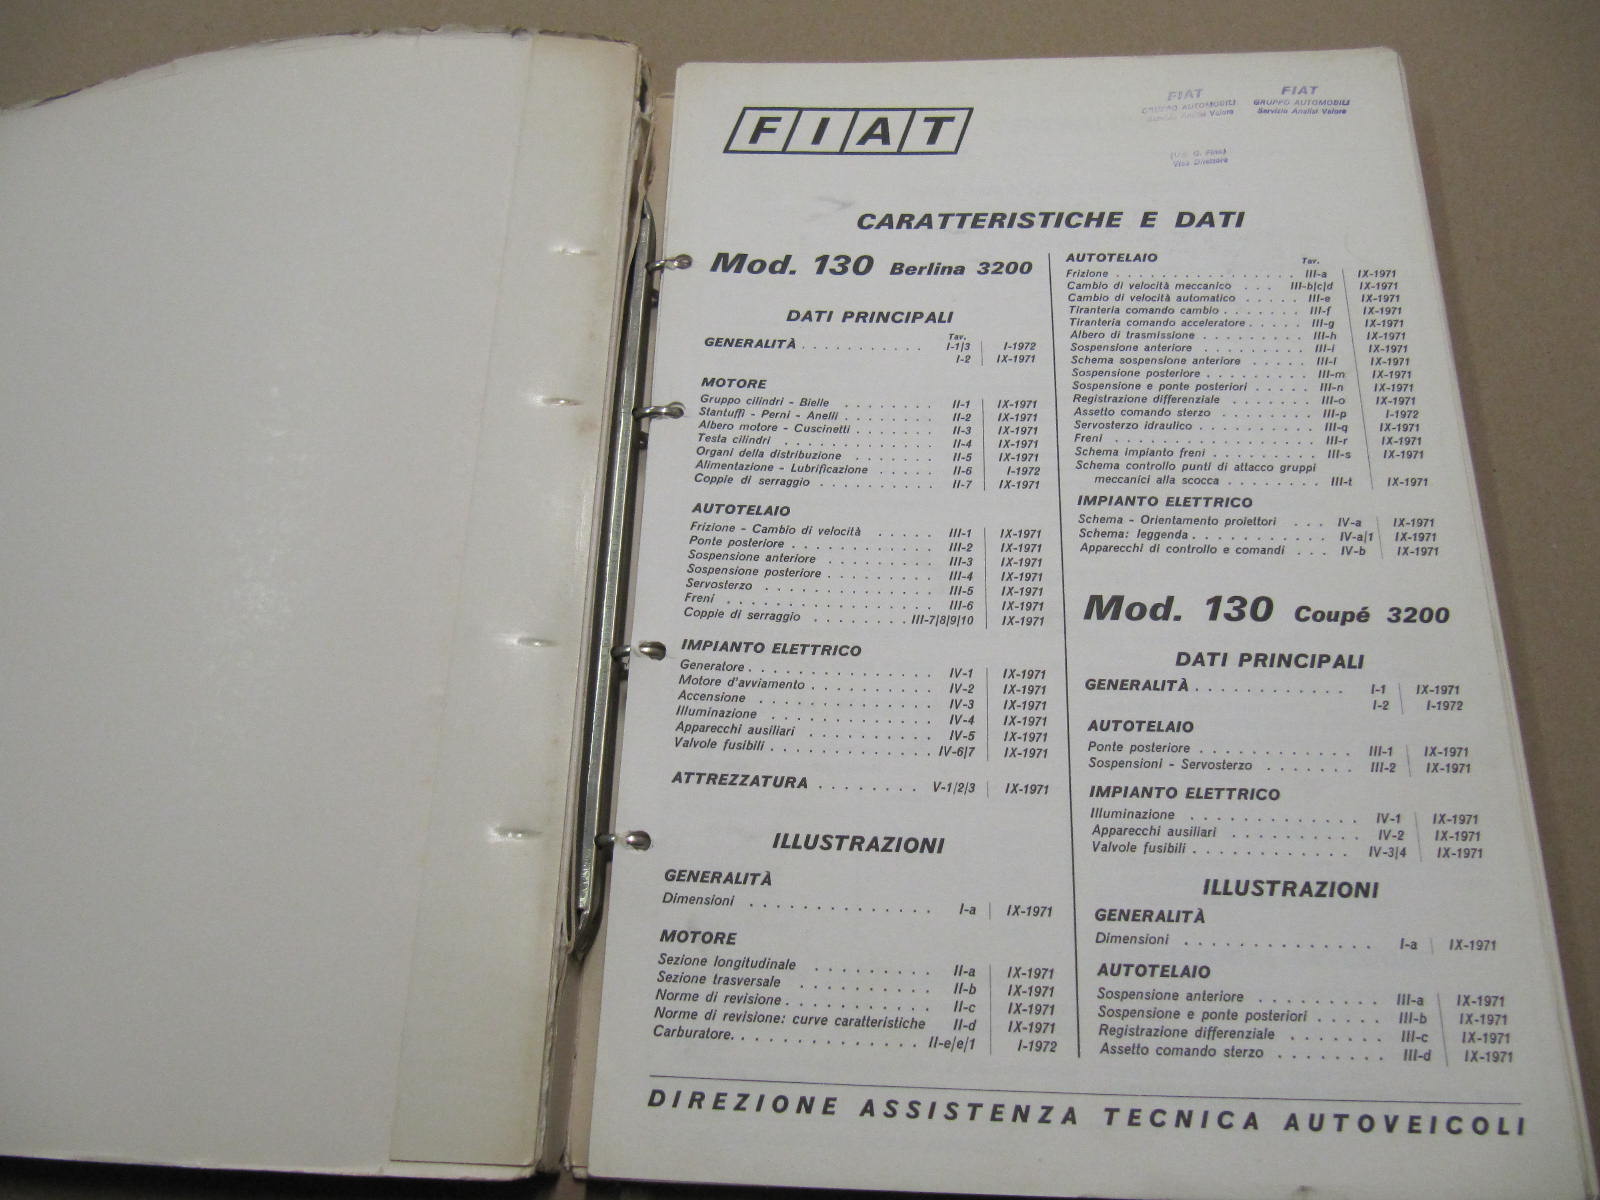 FIAT
FIAT
GRUPPO AUTOMOBILI
Servizio Analisi Valore
FIAT
GRUPPO AUTOMOBILI
Servizio Analisi Valore
Vice Direttore
CARATTERISTICHE E DATI
Mod. 130 Berlina 3200
DATI PRINCIPALI
Tav.
GENERALITÀ . . . . . . . . . . . I-1/3 I-1972
I-2 IX-1971
MOTORE
Gruppo cilindri - Bielle . . . . . . . . II-1 IX-1971
Stantuffi - Perni - Anelli . . . . . . . . II-2 IX-1971
Albero motore - Cuscinetti . . . . . . . II-3 IX-1971
Testa cilindri . . . . . . . . . . . . II-4 IX-1971
Organi della distribuzione . . . . . . . II-5 IX-1971
Alimentazione - Lubrificazione . . . . . II-6 I-1972
Coppie di serraggio . . . . . . . . . . II-7 IX-1971
AUTOTELAIO
Frizione - Cambio di velocità . . . . . III-1 IX-1971
Ponte posteriore . . . . . . . . . . . III-2 IX-1971
Sospensione anteriore . . . . . . . . III-3 IX-1971
Sospensione posteriore . . . . . . . . III-4 IX-1971
Servosterzo . . . . . . . . . . . . . III-5 IX-1971
Freni . . . . . . . . . . . . . . . . III-6 IX-1971
Coppie di serraggio . . . . . . . . III-7/8/9/10 IX-1971
IMPIANTO ELETTRICO
Generatore . . . . . . . . . . . . . . IV-1 IX-1971
Motore d'avviamento . . . . . . . . . IV-2 IX-1971
Accensione . . . . . . . . . . . . . IV-3 IX-1971
Illuminazione . . . . . . . . . . . . IV-4 IX-1971
Apparecchi ausiliari . . . . . . . . . IV-5 IX-1971
Valvole fusibili . . . . . . . . . . . . IV-6/7 IX-1971
ATTREZZATURA . . . . . . . . V-1/2/3 IX-1971
ILLUSTRAZIONI
GENERALITÀ
Dimensioni . . . . . . . . . . . . . . I-a IX-1971
MOTORE
Sezione longitudinale . . . . . . . . . II-a IX-1971
Sezione trasversale . . . . . . . . . . II-b IX-1971
Norme di revisione . . . . . . . . . . . II-c IX-1971
Norme di revisione: curve caratteristiche II-d IX-1971
Carburatore . . . . . . . . . . . . . . II-e/e/1 I-1972
AUTOTELAIO Tav.
Frizione . . . . . . . . . . . . . . . . III-a IX-1971
Cambio di velocità meccanico . . . III-b/c/d IX-1971
Cambio di velocità automatico . . . . . III-e IX-1971
Tiranteria comando cambio . . . . . . . III-f IX-1971
Tiranteria comando acceleratore . . . . . III-g IX-1971
Albero di trasmissione . . . . . . . . . III-h IX-1971
Sospensione anteriore . . . . . . . . . III-i IX-1971
Schema sospensione anteriore . . . . . III-l IX-1971
Sospensione posteriore . . . . . . . . . III-m IX-1971
Sospensione e ponte posteriori . . . . . III-n IX-1971
Registrazione differenziale . . . . . . . III-o IX-1971
Assetto comando sterzo . . . . . . . . III-p I-1972
Servosterzo idraulico . . . . . . . . . . III-q IX-1971
Freni . . . . . . . . . . . . . . . . . III-r IX-1971
Schema impianto freni . . . . . . . . . III-s IX-1971
Schema controllo punti di attacco gruppi
meccanici alla scocca . . . . . . . . III-t IX-1971
IMPIANTO ELETTRICO
Schema - Orientamento proiettori . . . IV-a IX-1971
Schema: leggenda . . . . . . . . . . . IV-a/1 IX-1971
Apparecchi di controllo e comandi . . . IV-b IX-1971
Mod. 130 Coupé 3200
DATI PRINCIPALI
GENERALITÀ . . . . . . . . . . . . I-1 IX-1971
I-2 I-1972
AUTOTELAIO
Ponte posteriore . . . . . . . . . . . . III-1 IX-1971
Sospensioni - Servosterzo . . . . . . . III-2 IX-1971
IMPIANTO ELETTRICO
Illuminazione . . . . . . . . . . . . . IV-1 IX-1971
Apparecchi ausiliari . . . . . . . . . . IV-2 IX-1971
Valvole fusibili . . . . . . . . . . . . IV-3/4 IX-1971
ILLUSTRAZIONI
GENERALITÀ
Dimensioni . . . . . . . . . . . . . . I-a IX-1971
AUTOTELAIO
Sospensione anteriore . . . . . . . . . III-a IX-1971
Sospensione e ponte posteriori . . . . . III-b IX-1971
Registrazione differenziale . . . . . . . III-c IX-1971
Assetto comando sterzo . . . . . . . . III-d IX-1971
DIREZIONE ASSISTENZA TECNICA AUTOVEICOLI